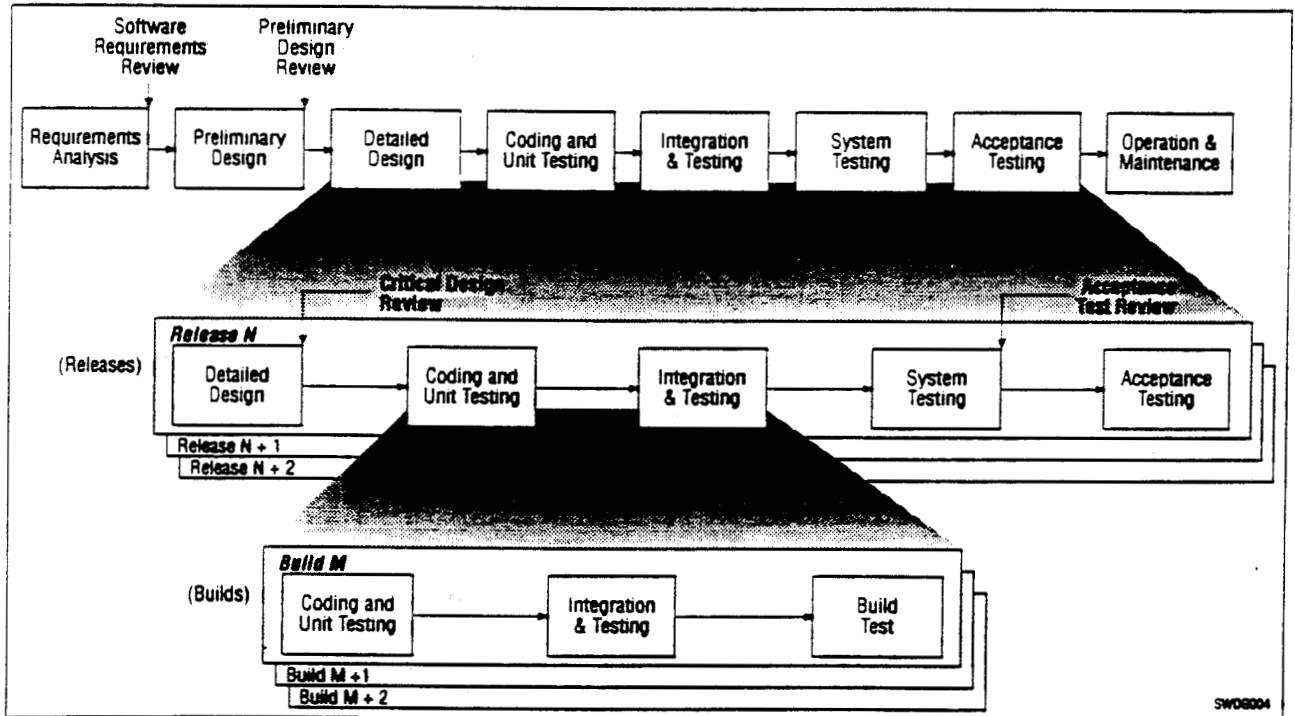 Software
Requirements
Review
Preliminary
Design
Review
Requirements
Analysis
Preliminary
Design
Detailed
Design
Coding and
Unit Testing
Integration
& Testing
System
Testing
Acceptance
Testing
Operation &
Maintenance
Critical Design
Review
Acceptance
Test Review
(Releases)
Release N
Detailed
Design
Coding and
Unit Testing
Integration
& Testing
System
Testing
Acceptance
Testing
Release N + 1
Release N + 2
(Builds)
Build M
Coding and
Unit Testing
Integration
& Testing
Build
Test
Build M +1
Build M + 2
SWDG004